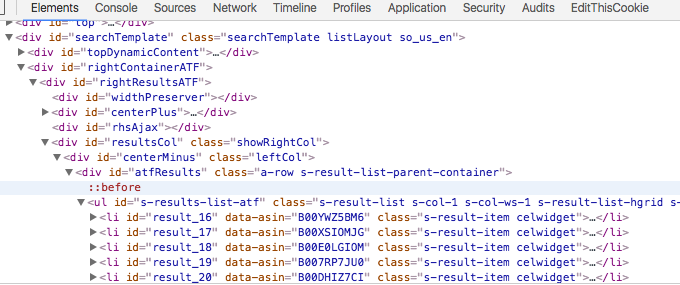 Elements Console Sources Network Timeline Profiles Application Security Audits EditThisCookie
<div id="top">…</div>
<div id="searchTemplate" class="searchTemplate listLayout so_us_en">
<div id="topDynamicContent">…</div>
<div id="rightContainerATF">
<div id="rightResultsATF">
<div id="widthPreserver"></div>
<div id="centerPlus">…</div>
<div id="rhsAjax"></div>
<div id="resultsCol" class="showRightCol">
<div id="centerMinus" class="leftCol">
<div id="atfResults" class="a-row s-result-list-parent-container">
::before
<ul id="s-results-list-atf" class="s-result-list s-col-1 s-col-ws-1 s-result-list-hgrid s-
<li id="result_16" data-asin="B00YWZ5BM6" class="s-result-item celwidget">…</li>
<li id="result_17" data-asin="B00XSIOMJG" class="s-result-item celwidget">…</li>
<li id="result_18" data-asin="B00E0LGIOM" class="s-result-item celwidget">…</li>
<li id="result_19" data-asin="B007RP7JU0" class="s-result-item celwidget">…</li>
<li id="result_20" data-asin="B00DHIZ7CI" class="s-result-item celwidget">…</li>